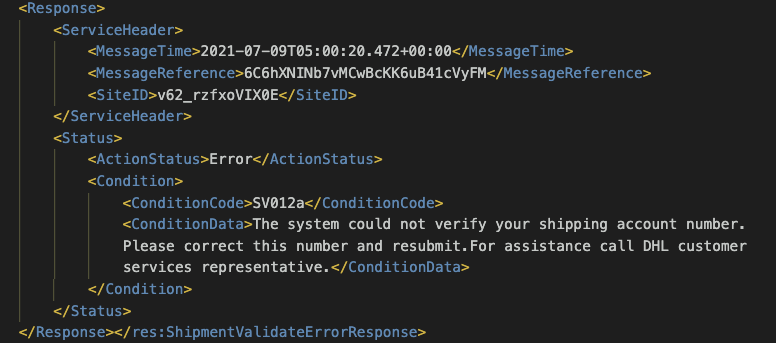 <Response>
<ServiceHeader>
<MessageTime>2021-07-09T05:00:20.472+00:00</MessageTime>
<MessageReference>6C6hXNINb7vMCwBcKK6uB41cVyFM</MessageReference>
<SiteID>v62_rzfxoVIX0E</SiteID>
</ServiceHeader>
<Status>
<ActionStatus>Error</ActionStatus>
<Condition>
<ConditionCode>SV012a</ConditionCode>
<ConditionData>The system could not verify your shipping account number.
Please correct this number and resubmit.For assistance call DHL customer
services representative.</ConditionData>
</Condition>
</Status>
</Response></res:ShipmentValidateErrorResponse>